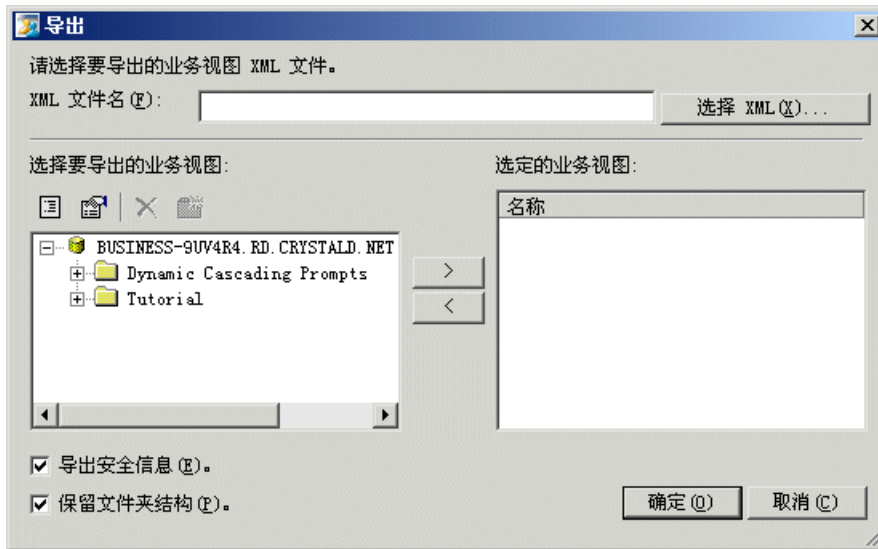 导出
请选择要导出的业务视图 XML 文件。
XML 文件名(F):
选择 XML(X)...
选择要导出的业务视图:
选定的业务视图:
名称
BUSINESS-9UV4R4.RD.CRYSTALD.NET
Dynamic Cascading Prompts
Tutorial
>
<
导出安全信息(E)。
保留文件夹结构(P)。
确定(O)
取消(C)